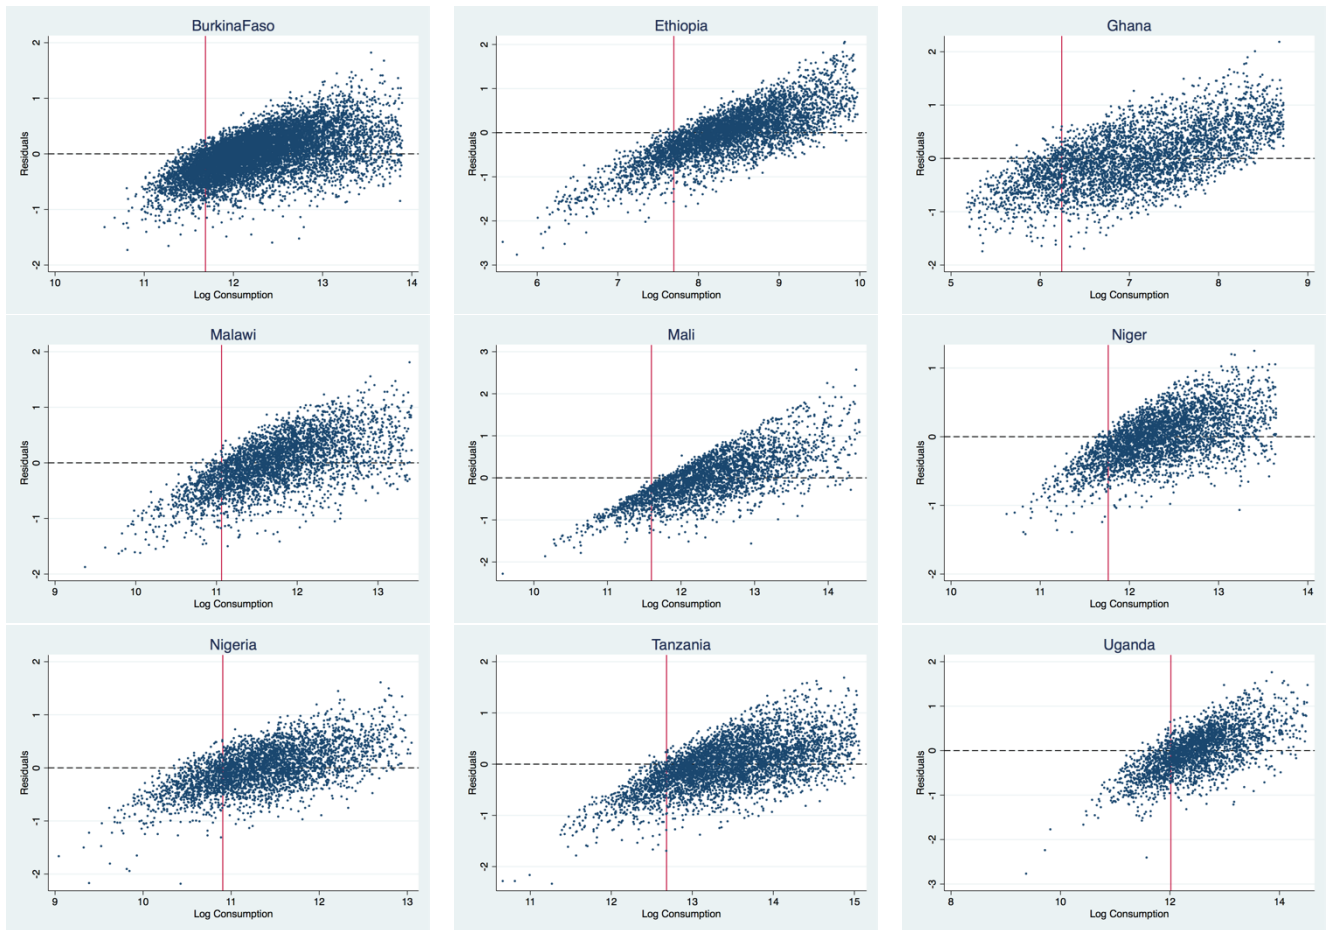 BurkinaFaso
2
1
0
-1
-2
Residuals
10 11 12 13 14
Log Consumption
Ethiopia
2
1
0
-1
-2
-3
Residuals
6 7 8 9 10
Log Consumption
Ghana
2
1
0
-1
-2
Residuals
5 6 7 8 9
Log Consumption
Malawi
2
1
0
-1
-2
Residuals
9 10 11 12 13
Log Consumption
Mali
3
2
1
0
-1
-2
Residuals
10 11 12 13 14
Log Consumption
Niger
1
0
-1
-2
Residuals
10 11 12 13 14
Log Consumption
Nigeria
2
1
0
-1
-2
Residuals
9 10 11 12 13
Log Consumption
Tanzania
2
1
0
-1
-2
Residuals
11 12 13 14 15
Log Consumption
Uganda
2
1
0
-1
-2
-3
Residuals
8 10 12 14
Log Consumption